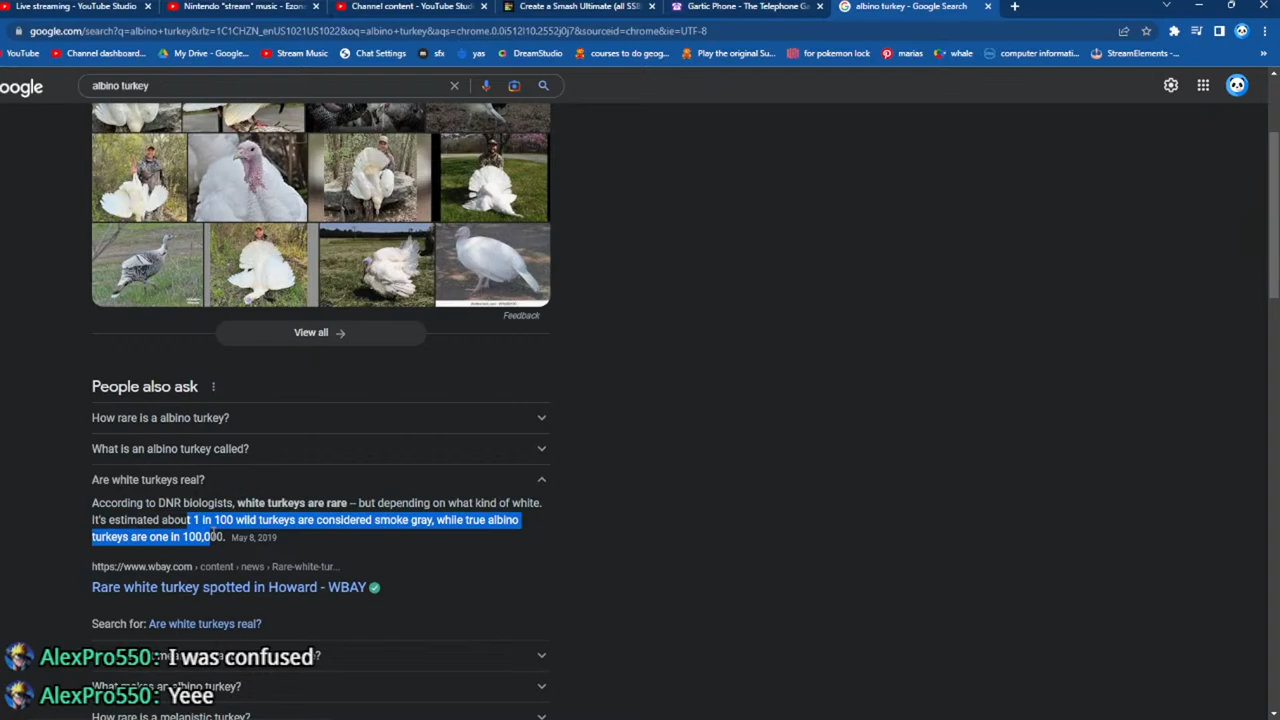 Live streaming - YouTube Stu
Nintendo "stream" music - Ezona
Channel content - YouTube Studi
Create a Smash Ultimate (all SSB
Gartic Phone - The Telephone Ga
albino turkey - Google Search
google.com/search?q=albino+turkey&rlz=1C1CHZN_enUS1021US1022&oq=albino+turkey&aqs=chrome.0.0i512l10.2552j0j7&sourceid=chrome&ie=UTF-8
YouTube
Channel dashboard...
My Drive - Google...
Stream Music
Chat Settings
sfx
DreamStudio
courses to do geog...
Play the original Su...
for pokemon lock
marias
whale
computer informati...
StreamElements -...
oogle
albino turkey
Feedback
View all
People also ask
How rare is a albino turkey?
What is an albino turkey called?
Are white turkeys real?
According to DNR biologists, white turkeys are rare – but depending on what kind of white.
It's estimated about 1 in 100 wild turkeys are considered smoke gray, while true albino
turkeys are one in 100,000. May 8, 2019
https://www.wbay.com › content › news › Rare-white-tur...
Rare white turkey spotted in Howard - WBAY
Search for: Are white turkeys real?
AlexPro550: I was confused
?
AlexPro550: Yeee
What makes an albino turkey?
How rare is a melanistic turkey?